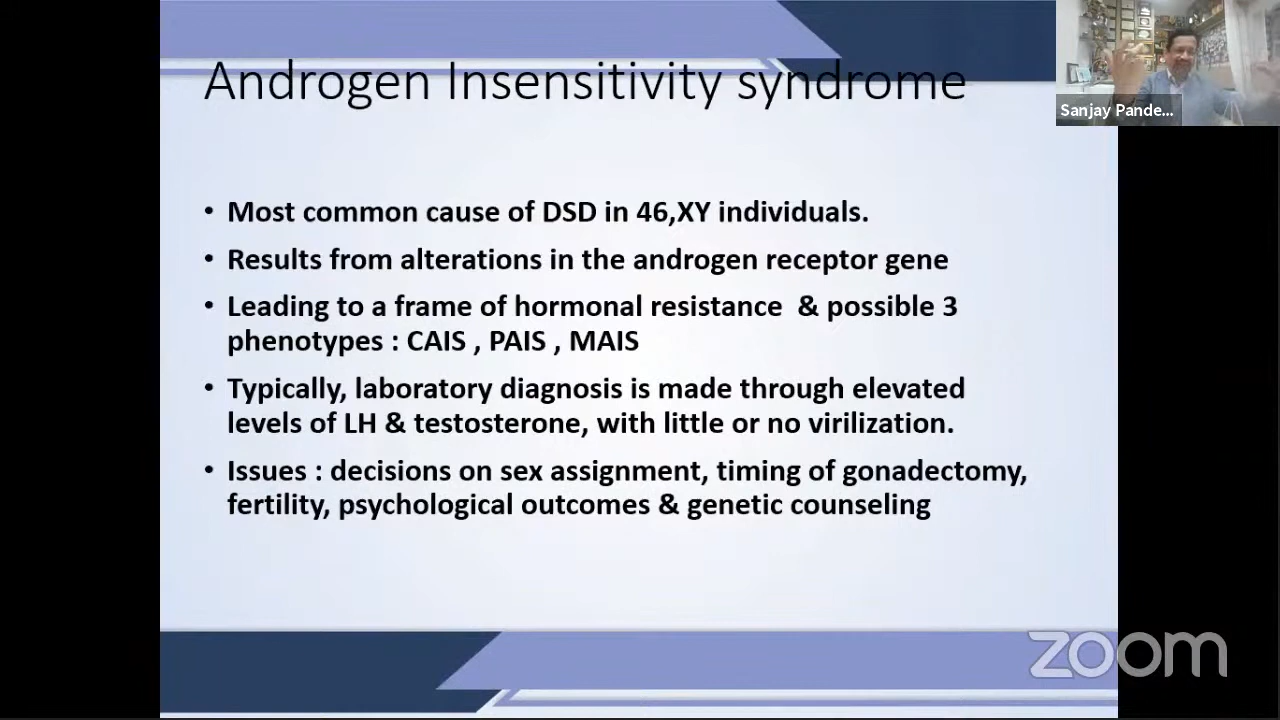 Androgen Insensitivity syndrome
Sanjay Pande...
• Most common cause of DSD in 46,XY individuals.
• Results from alterations in the androgen receptor gene
• Leading to a frame of hormonal resistance & possible 3
phenotypes : CAIS , PAIS , MAIS
• Typically, laboratory diagnosis is made through elevated
levels of LH & testosterone, with little or no virilization.
• Issues : decisions on sex assignment, timing of gonadectomy,
fertility, psychological outcomes & genetic counseling
zoom